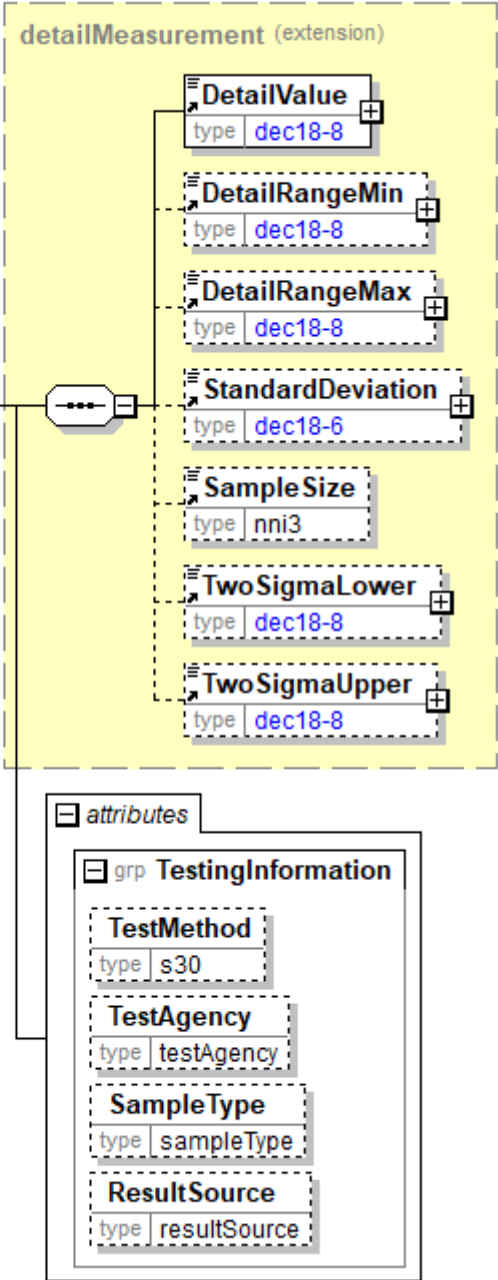 detailMeasurement (extension)
DetailValue
type dec18-8
DetailRangeMin
type dec18-8
DetailRangeMax
type dec18-8
StandardDeviation
type dec18-6
SampleSize
type nni3
TwoSigmaLower
type dec18-8
TwoSigmaUpper
type dec18-8
attributes
grp TestingInformation
TestMethod
type s30
TestAgency
type testAgency
SampleType
type sampleType
ResultSource
type resultSource